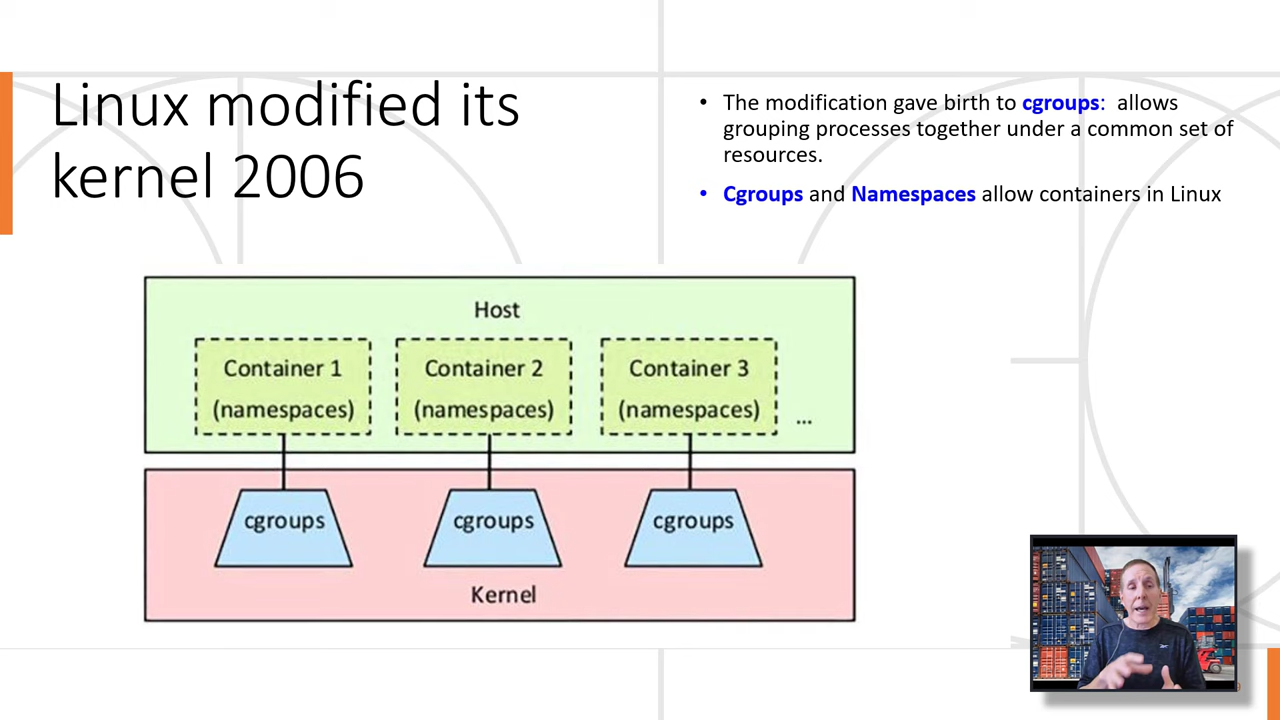 Linux modified its
kernel 2006
• The modification gave birth to cgroups: allows
grouping processes together under a common set of
resources.
• Cgroups and Namespaces allow containers in Linux
Host
Container 1
(namespaces)
Container 2
(namespaces)
Container 3
(namespaces)
...
cgroups
cgroups
cgroups
Kernel